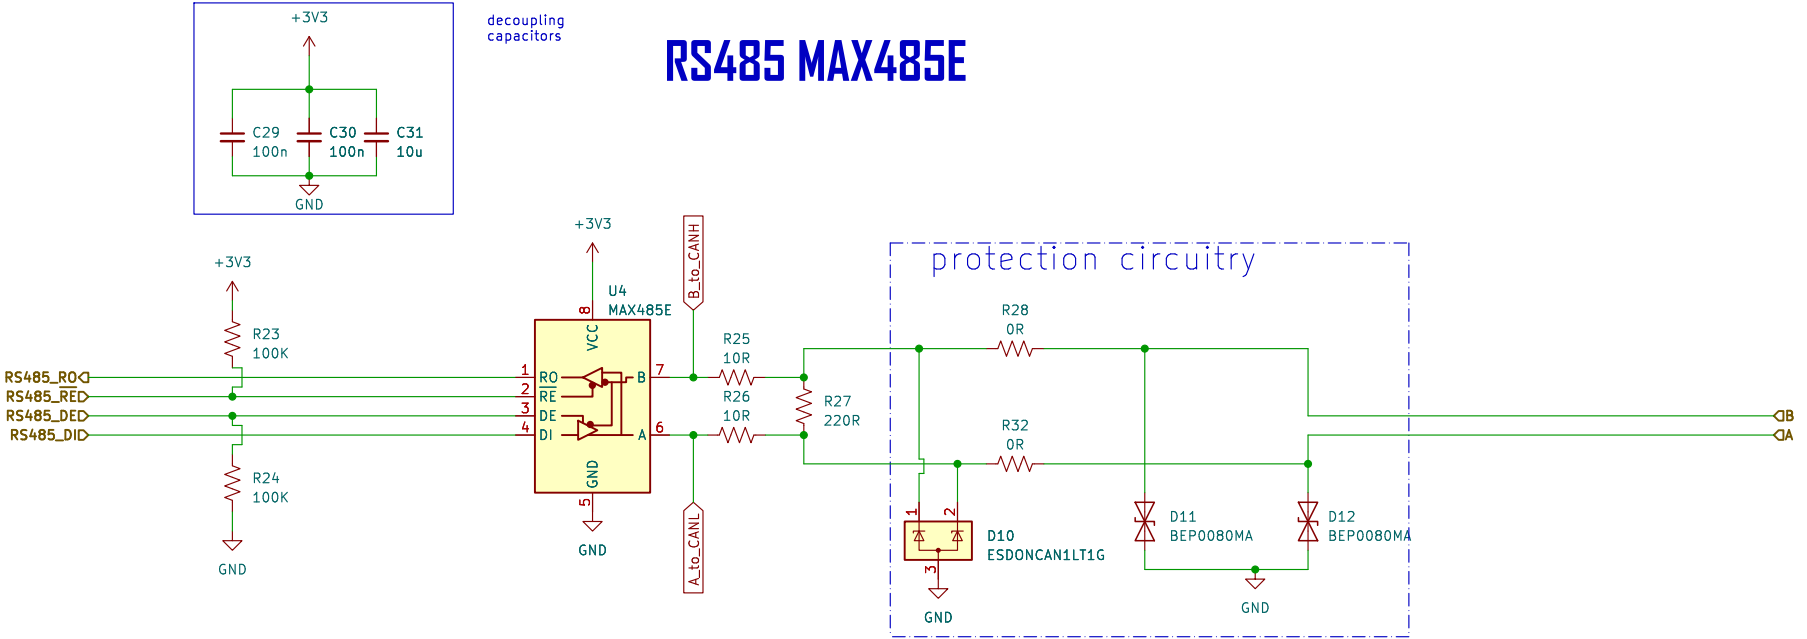 +3V3
decoupling
capacitors
RS485 MAX485E
C29
100n
C30
100n
C31
10u
GND
+3V3
+3V3
B_to_CANH
protection circuitry
U4
MAX485E
8
VCC
R23
100K
R28
0R
R25
10R
RS485_RO
1
RO
B
7
RS485_RE
2
RE
R26
10R
R27
220R
RS485_DE
3
DE
B
RS485_DI
4
DI
A
6
A
R32
0R
GND
5
R24
100K
GND
GND
A_to_CANL
1
2
3
D10
ESDONCAN1LT1G
GND
D11
BEP0080MA
D12
BEP0080MA
GND